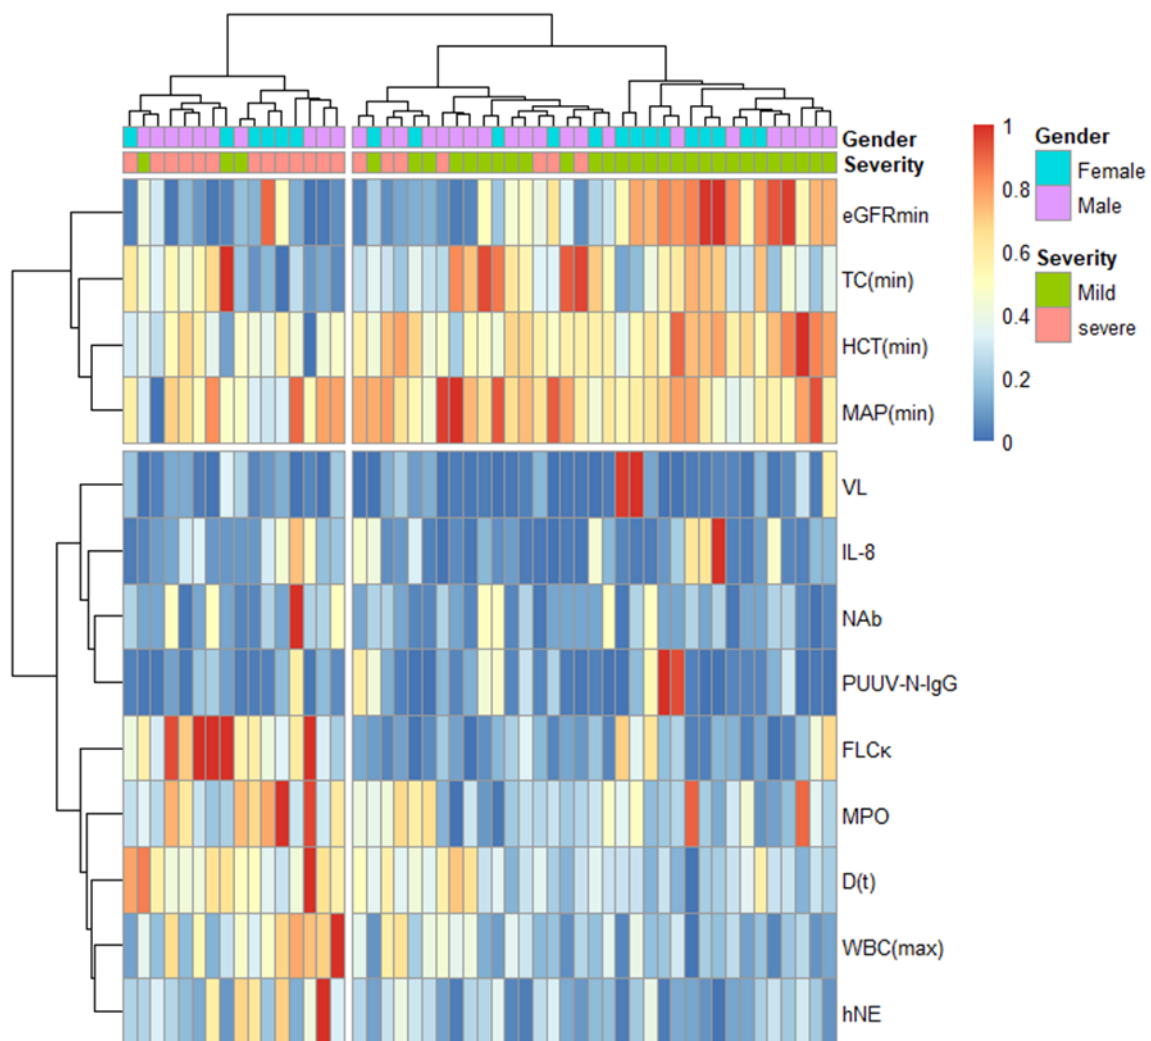 Gender
Severity
eGFRmin
TC(min)
HCT(min)
MAP(min)
VL
IL-8
NAb
PUUV-N-IgG
FLCκ
MPO
D(t)
WBC(max)
hNE
1
0.8
0.6
0.4
0.2
0
Gender
Female
Male
Severity
Mild
severe